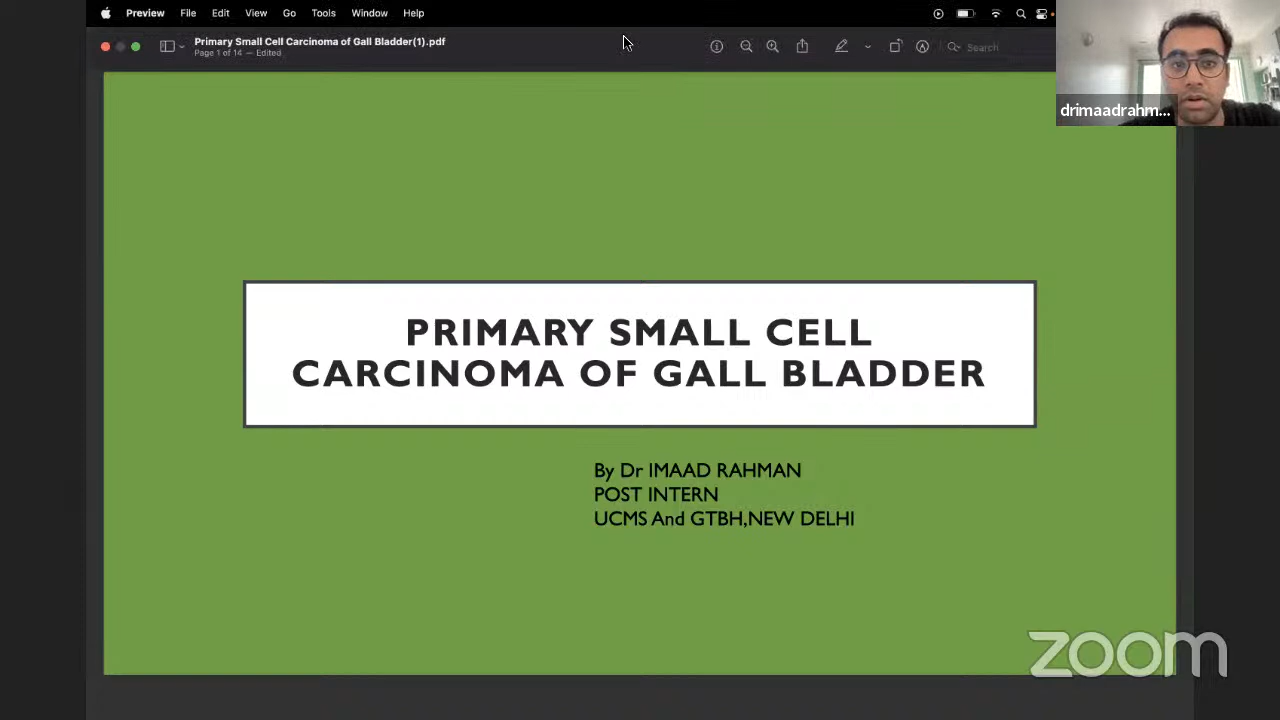 Preview File Edit View Go Tools Window Help
Primary Small Cell Carcinoma of Gall Bladder(1).pdf
Page 1 of 14 — Edited
Search
drimaadrahm...
PRIMARY SMALL CELL
CARCINOMA OF GALL BLADDER
By Dr IMAAD RAHMAN
POST INTERN
UCMS And GTBH,NEW DELHI
zoom